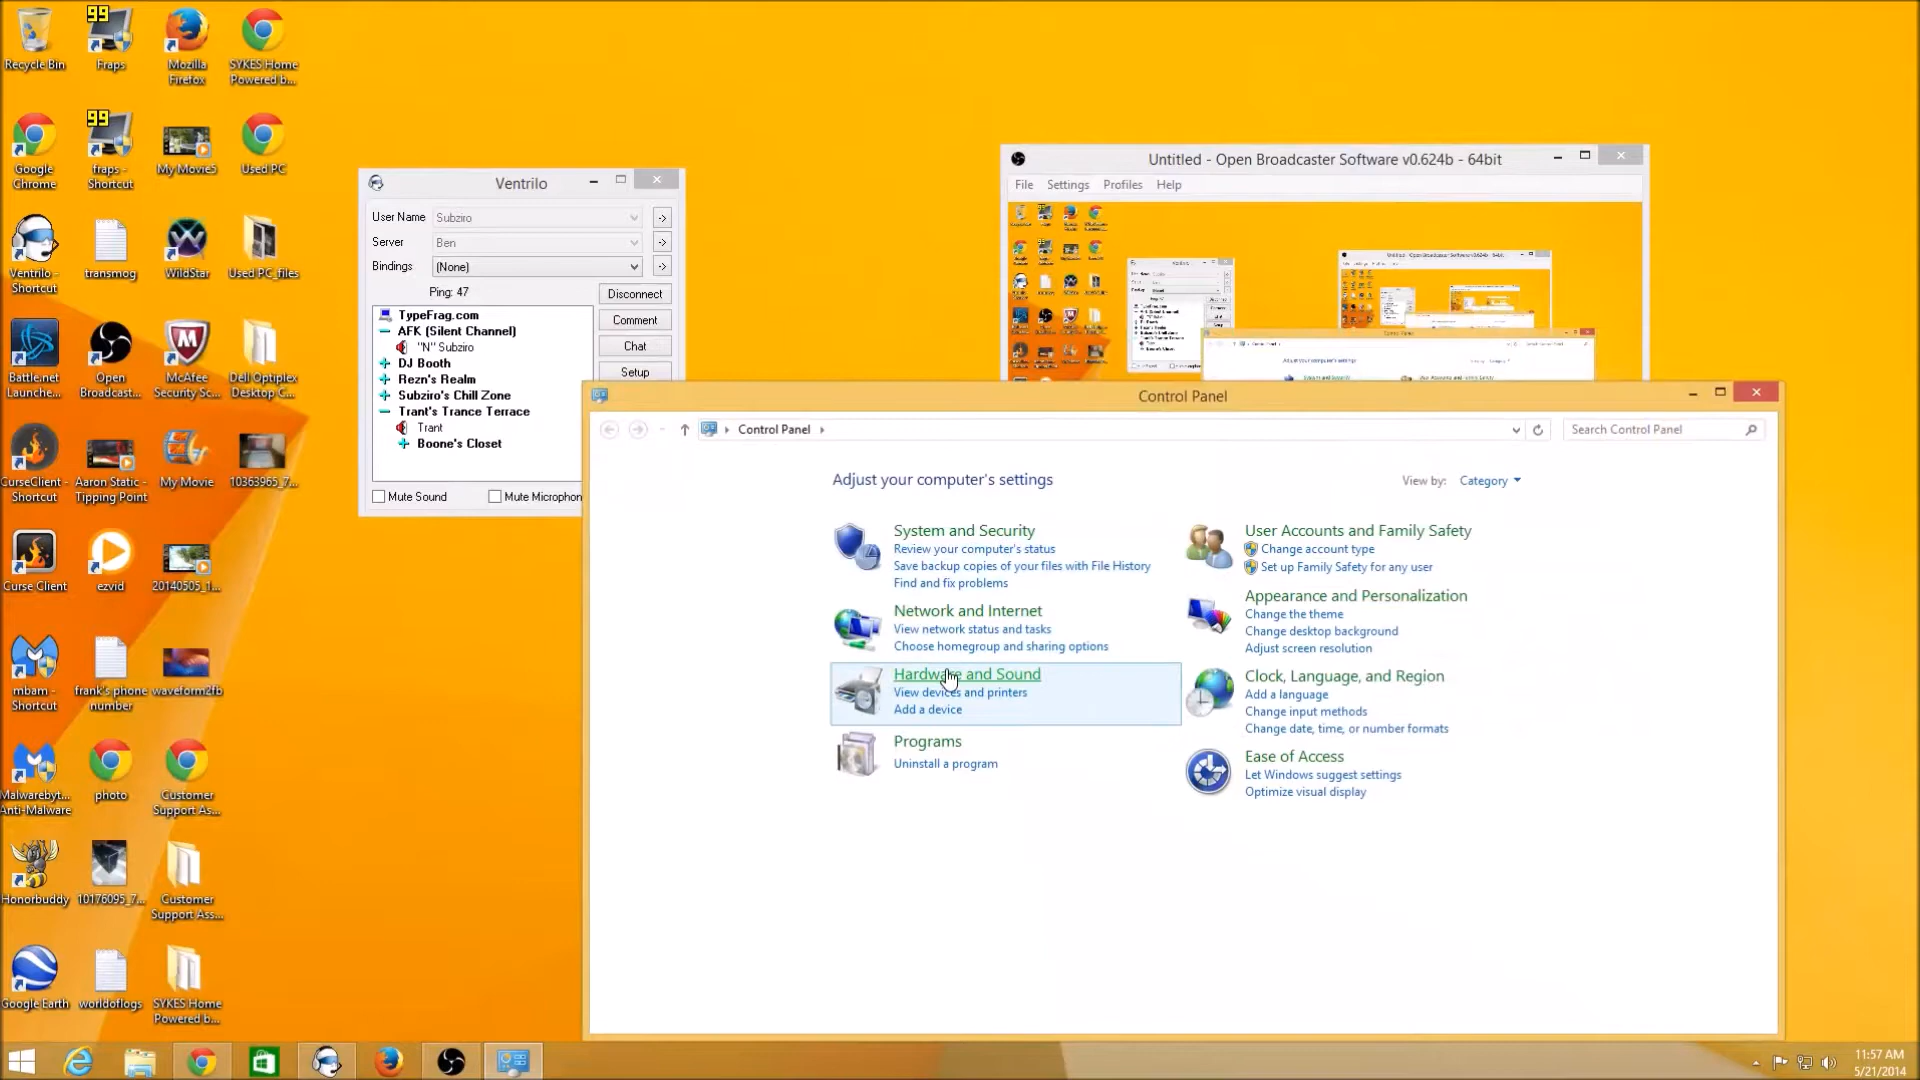 Recycle Bin
99
Fraps
Mozilla
Firefox
SYKES Home
Powered b...
Google
Chrome
99
fraps -
Shortcut
My Movie5
Used PC
Ventrilo -
Shortcut
transmog
WildStar
Used PC_files
Battle.net
Launche...
Open
Broadcast...
McAfee
Security Sc...
Dell Optiplex
Desktop C...
CurseClient -
Shortcut
Aaron Static -
Tipping Point
My Movie
10363965_7...
Curse Client
ezvid
20140505_1...
mbam -
Shortcut
frank's phone
number
waveform2fb
Malwarebyt...
Anti-Malware
photo
Customer
Support As...
Honorbuddy
10176095_7...
Customer
Support Ass...
Google Earth
worldoflogs
SYKES Home
Powered b...
Ventrilo
User Name Subziro ->
Server Ben ->
Bindings (None) ->
Ping: 47
Disconnect
Comment
Chat
Setup
TypeFrag.com
AFK (Silent Channel)
"N" Subziro
DJ Booth
Rezn's Realm
Subziro's Chill Zone
Trant's Trance Terrace
Trant
Boone's Closet
Mute Sound
Mute Microphon
Untitled - Open Broadcaster Software v0.624b - 64bit
File Settings Profiles Help
Control Panel
Control Panel
Search Control Panel
Adjust your computer's settings
View by: Category
System and Security
Review your computer's status
Save backup copies of your files with File History
Find and fix problems
Network and Internet
View network status and tasks
Choose homegroup and sharing options
Hardware and Sound
View devices and printers
Add a device
Programs
Uninstall a program
User Accounts and Family Safety
Change account type
Set up Family Safety for any user
Appearance and Personalization
Change the theme
Change desktop background
Adjust screen resolution
Clock, Language, and Region
Add a language
Change input methods
Change date, time, or number formats
Ease of Access
Let Windows suggest settings
Optimize visual display
11:57 AM
5/21/2014